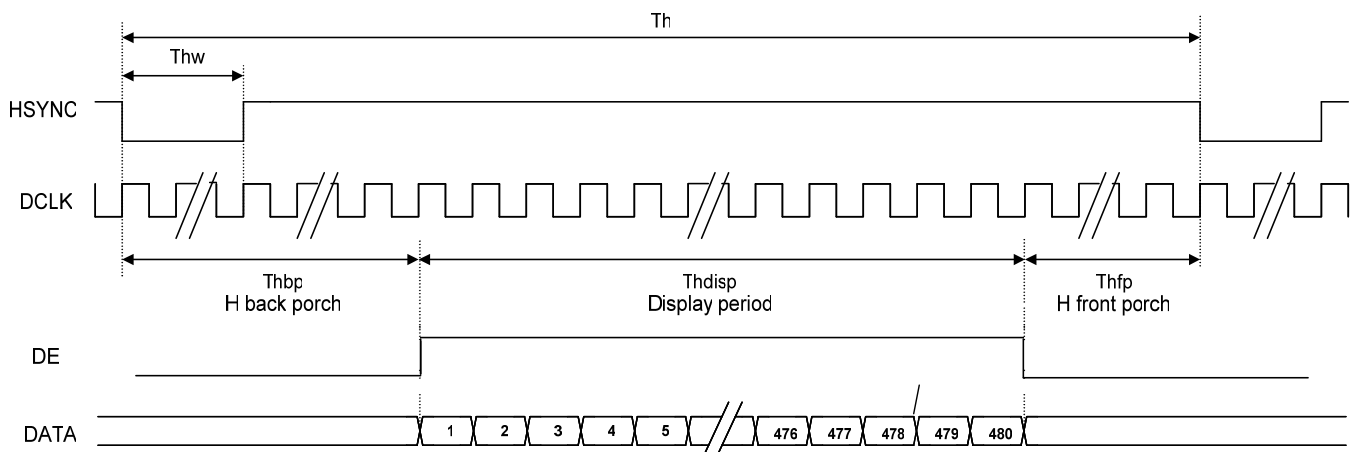 Th
Thw
HSYNC
DCLK
Thbp
H back porch
Thdisp
Display period
Thfp
H front porch
DE
DATA
1 2 3 4 5 476 477 478 479 480